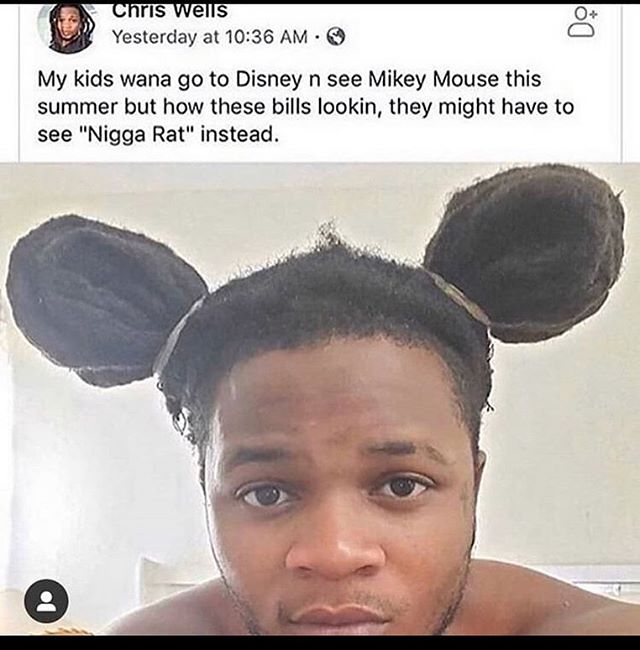 Chris Wells
Yesterday at 10:36 AM ·
My kids wana go to Disney n see Mikey Mouse this
summer but how these bills lookin, they might have to
see "Nigga Rat" instead.